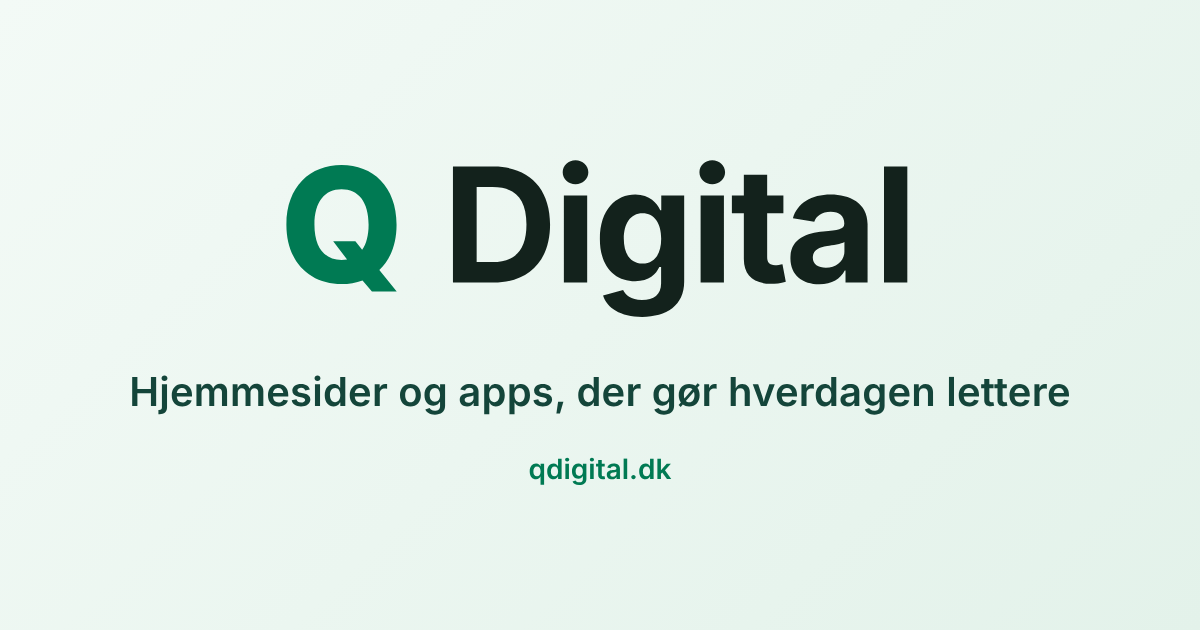 Q Digital
Hjemmesider og apps, der gør hverdagen lettere
qdigital.dk